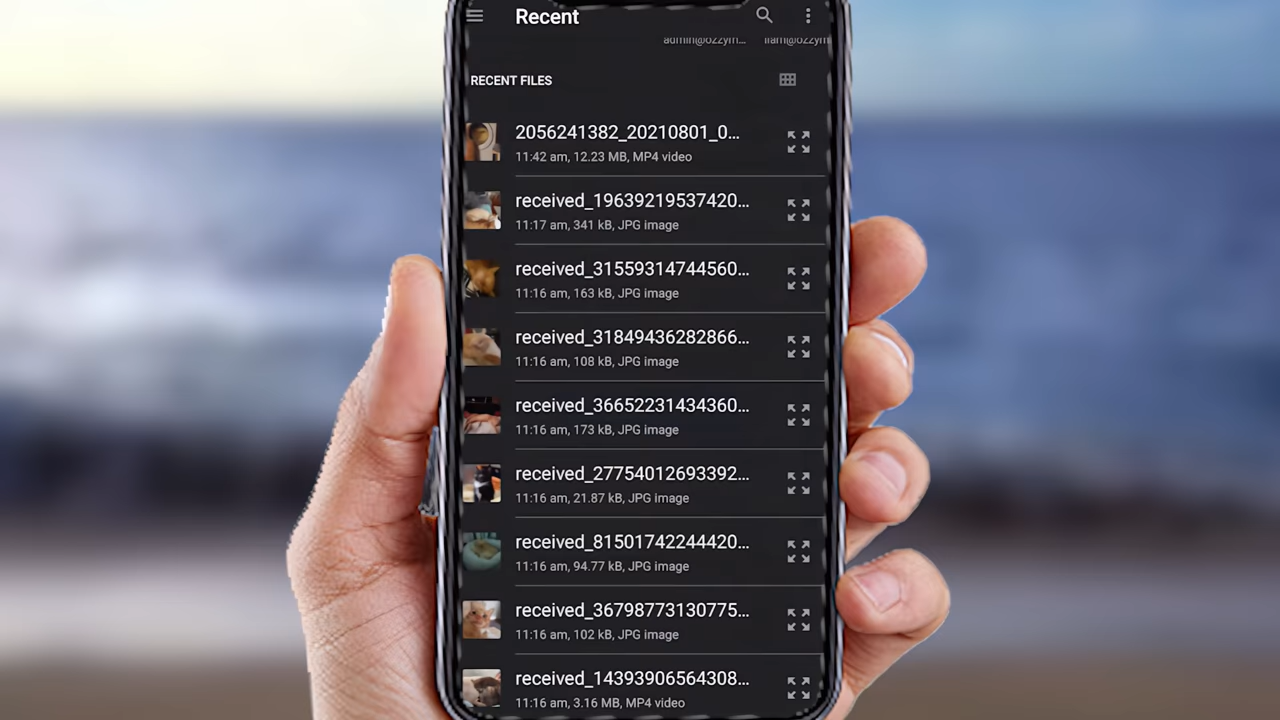 Recent
admin@ozzym...
RECENT FILES
2056241382_20210801_0...
11:42 am, 12.23 MB, MP4 video
received_19639219537420...
11:17 am, 341 kB, JPG image
received_31559314744560...
11:16 am, 163 kB, JPG image
received_31849436282866...
11:16 am, 108 kB, JPG image
received_36652231434360...
11:16 am, 173 kB, JPG image
received_27754012693392...
11:16 am, 21.87 kB, JPG image
received_81501742244420...
11:16 am, 94.77 kB, JPG image
received_36798773130775...
11:16 am, 102 kB, JPG image
received_14393906564308...
11:16 am, 3.16 MB, MP4 video